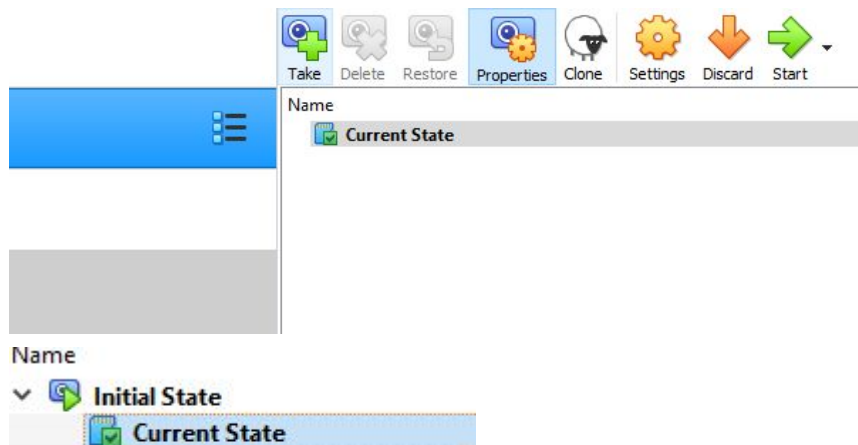 Take Delete Restore Properties Clone Settings Discard Start
Name
Current State
Name
Initial State
Current State